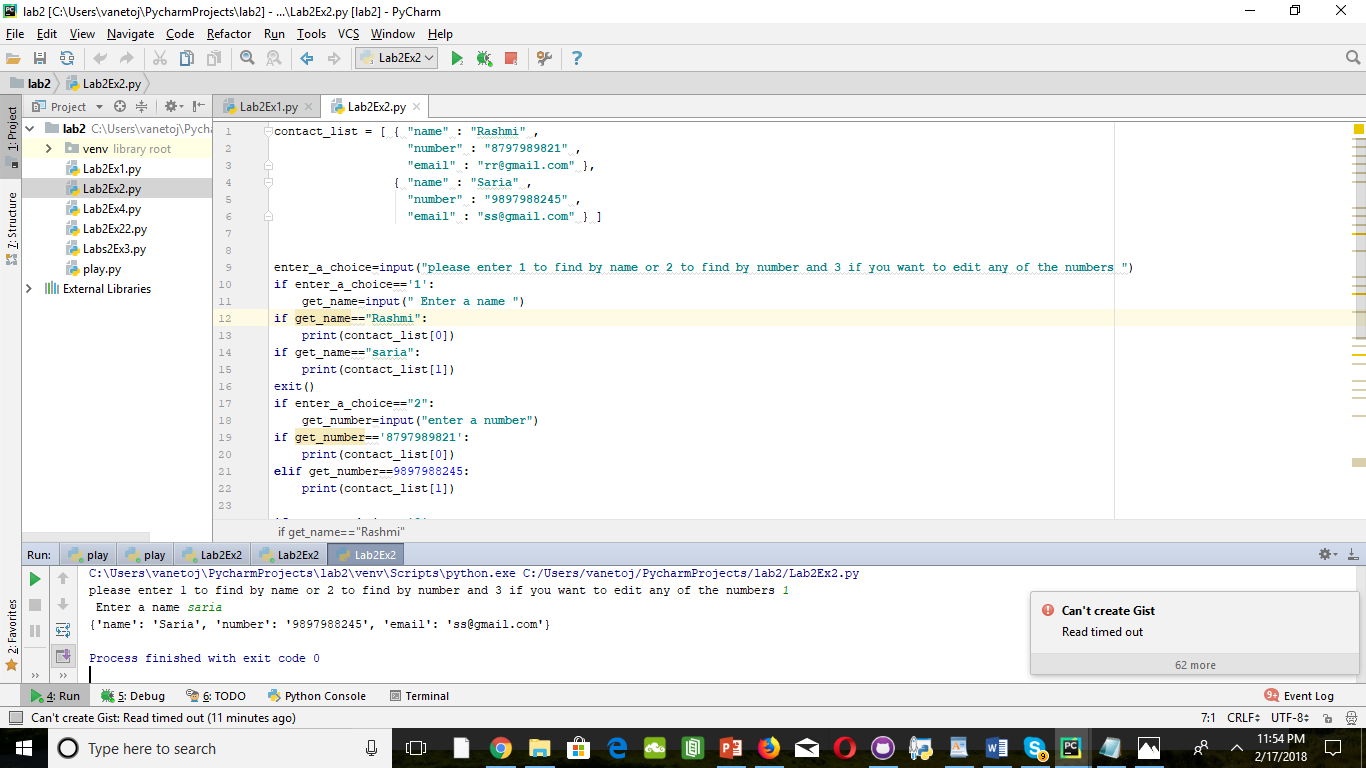 lab2 [C:\Users\vanetoj\PycharmProjects\lab2] - ...\Lab2Ex2.py [lab2] - PyCharm
File Edit View Navigate Code Refactor Run Tools VCS Window Help
Lab2Ex2
lab2 Lab2Ex2.py
Project
Lab2Ex1.py Lab2Ex2.py
1: Project
7: Structure
2: Favorites
lab2 C:\Users\vanetoj\Pycha
venv library root
Lab2Ex1.py
Lab2Ex2.py
Lab2Ex4.py
Lab2Ex22.py
Labs2Ex3.py
play.py
External Libraries
1 contact_list = [ { "name" : "Rashmi" ,
2 "number" : "8797989821" ,
3 "email" : "rr@gmail.com" },
4 { "name" : "Saria" ,
5 "number" : "9897988245" ,
6 "email" : "ss@gmail.com" } ]
7
8
9 enter_a_choice=input("please enter 1 to find by name or 2 to find by number and 3 if you want to edit any of the numbers ")
10 if enter_a_choice=='1':
11 get_name=input(" Enter a name ")
12 if get_name=="Rashmi":
13 print(contact_list[0])
14 if get_name=="saria":
15 print(contact_list[1])
16 exit()
17 if enter_a_choice=="2":
18 get_number=input("enter a number")
19 if get_number=='8797989821':
20 print(contact_list[0])
21 elif get_number==9897988245:
22 print(contact_list[1])
23
if get_name=="Rashmi"
Run: play play Lab2Ex2 Lab2Ex2 Lab2Ex2
C:\Users\vanetoj\PycharmProjects\lab2\venv\Scripts\python.exe C:/Users/vanetoj/PycharmProjects/lab2/Lab2Ex2.py
please enter 1 to find by name or 2 to find by number and 3 if you want to edit any of the numbers 1
Enter a name saria
{'name': 'Saria', 'number': '9897988245', 'email': 'ss@gmail.com'}
Process finished with exit code 0
Can't create Gist
Read timed out
62 more
4: Run 5: Debug 6: TODO Python Console Terminal 9+ Event Log
Can't create Gist: Read timed out (11 minutes ago) 7:1 CRLF UTF-8
Type here to search
11:54 PM
2/17/2018